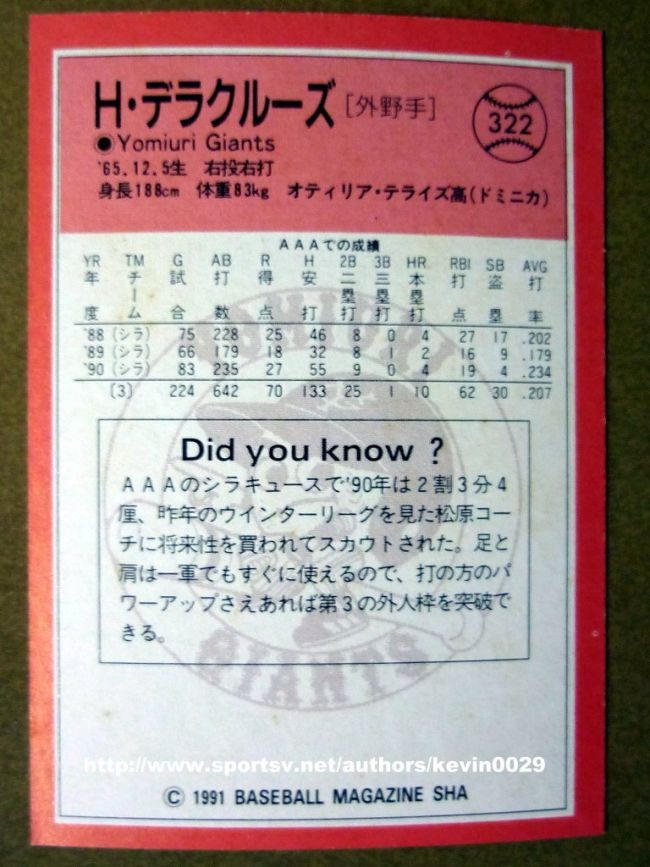 H・デラクルーズ [外野手]
322
●Yomiuri Giants
'65.12.5生 右投右打
身長188cm 体重83kg オティリア・テライズ高(ドミニカ)
AAAでの成績
YR TM G AB R H 2B 3B HR RBI SB AVG
年度 チーム 試合 打数 得点 安打 二塁打 三塁打 本塁打 打点 盗塁 打率
'88 (シラ) 75 228 25 46 8 0 4 27 17 .202
'89 (シラ) 66 179 18 32 8 1 2 16 9 .179
'90 (シラ) 83 235 27 55 9 0 4 19 4 .234
〔3〕 224 642 70 133 25 1 10 62 30 .207
YOMIURI
Did you know ?
AAAのシラキュースで'90年は2割3分4
厘、昨年のウインターリーグを見た松原コー
チに将来性を買われてスカウトされた。足と
肩は一軍でもすぐに使えるので、打の方のパ
ワーアップさえあれば第3の外人枠を突破で
きる。
GIANTS
http://www.sportsv.net/authors/kevin0029
© 1991 BASEBALL MAGAZINE SHA